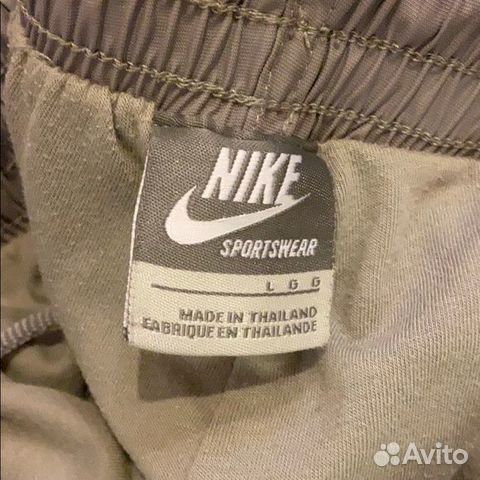 NIKE
SPORTSWEAR
L G G
MADE IN THAILAND
FABRIQUE EN THAILANDE
Avito